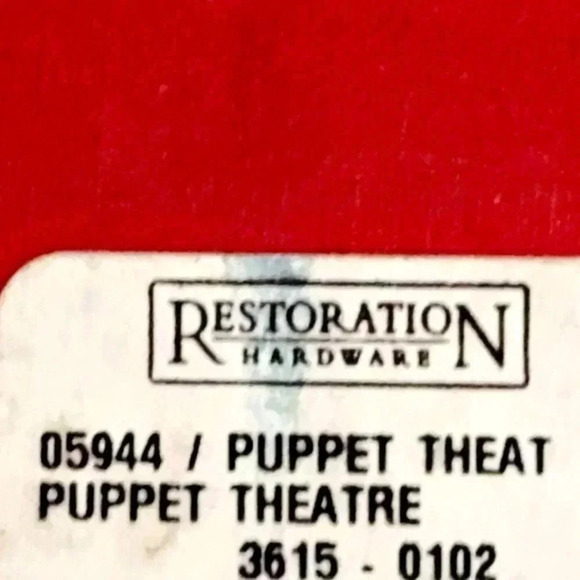 RESTORATION
HARDWARE
05944 / PUPPET THEAT
PUPPET THEATRE
3615 - 0102